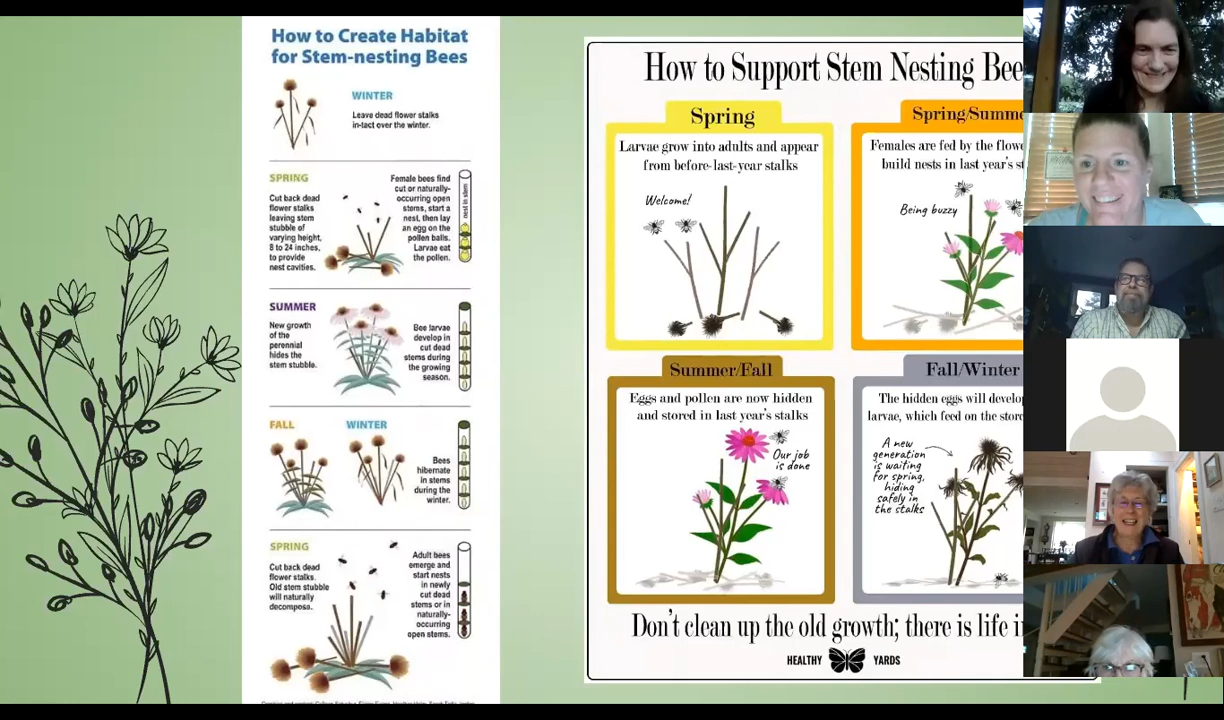 How to Create Habitat
for Stem-nesting Bees
WINTER
Leave dead flower stalks
in-tact over the winter.
SPRING
Cut back dead
flower stalks
leaving stem
stubble of
varying height,
8 to 24 inches,
to provide
nest cavities.
Female bees find
cut or naturally-
occurring open
stems, start a
nest, then lay
an egg on the
pollen balls.
Larvae eat
the pollen.
nest in stem
SUMMER
New growth
of the
perennial
hides the
stem stubble.
Bee larvae
develop in
cut dead
stems during
the growing
season.
FALL
WINTER
Bees
hibernate
in stems
during the
winter.
SPRING
Cut back dead
flower stalks.
Old stem stubble
will naturally
decompose.
Adult bees
emerge and
start nests
in newly
cut dead
stems or in
naturally-
occurring
open stems.
How to Support Stem Nesting Bee
Spring
Larvae grow into adults and appear
from before-last-year stalks
Welcome!
Spring/Summe
Females are fed by the flowe
build nests in last year's st
Being buzzy
Summer/Fall
Eggs and pollen are now hidden
and stored in last year's stalks
Our job
is done
Fall/Winter
The hidden eggs will develop
larvae, which feed on the store
A new
generation
is waiting
for spring,
hiding
safely in
the stalks
Don't clean up the old growth; there is life i
HEALTHY YARDS